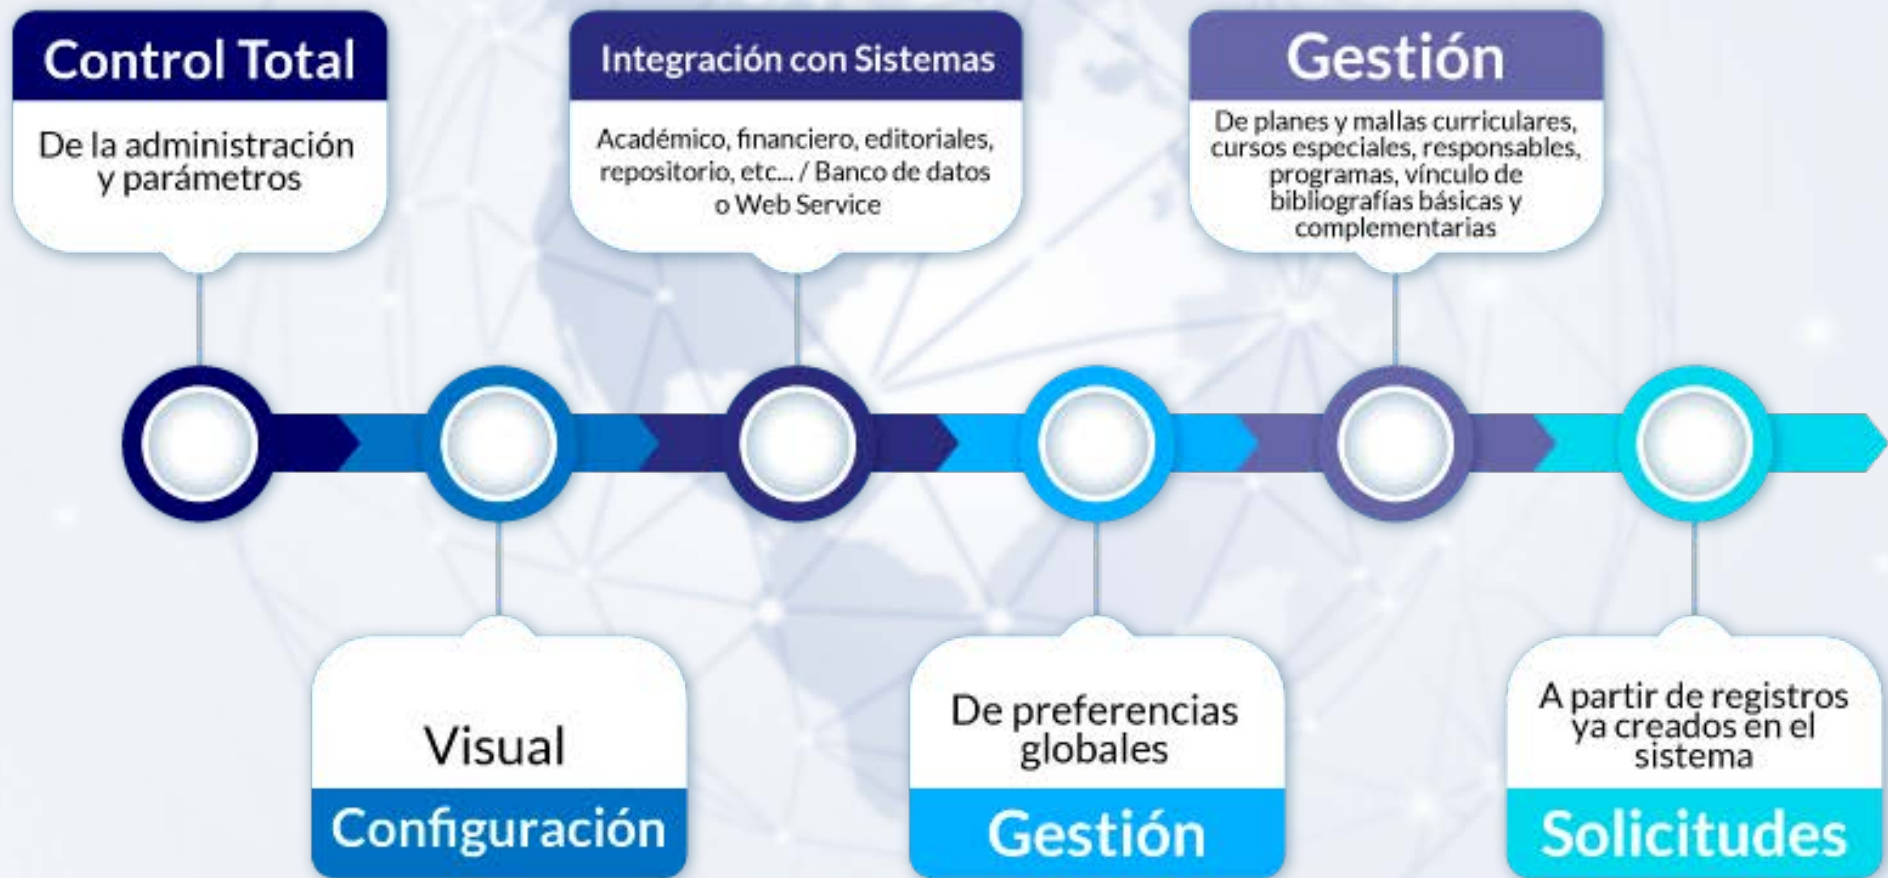 Control Total
De la administración
y parámetros
Integración con Sistemas
Académico, financiero, editoriales,
repositorio, etc... / Banco de datos
o Web Service
Gestión
De planes y mallas curriculares,
cursos especiales, responsables,
programas, vínculo de
bibliografías básicas y
complementarias
Visual
Configuración
De preferencias
globales
Gestión
A partir de registros
ya creados en el
sistema
Solicitudes